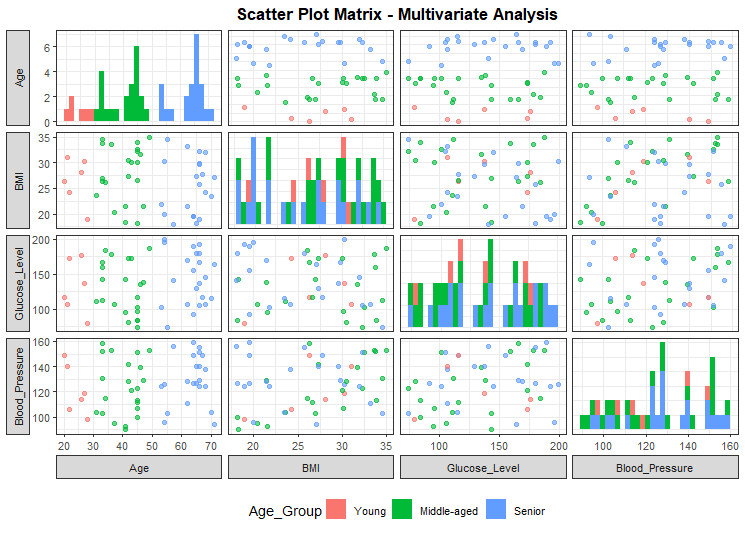 Scatter Plot Matrix - Multivariate Analysis
Age
6
4
2
0
BMI
35
30
25
20
Glucose_Level
200
150
100
Blood_Pressure
160
140
120
100
20 30 40 50 60 70
20 25 30 35
100 150 200
100 120 140 160
Age BMI Glucose_Level Blood_Pressure
Age_Group Young Middle-aged Senior